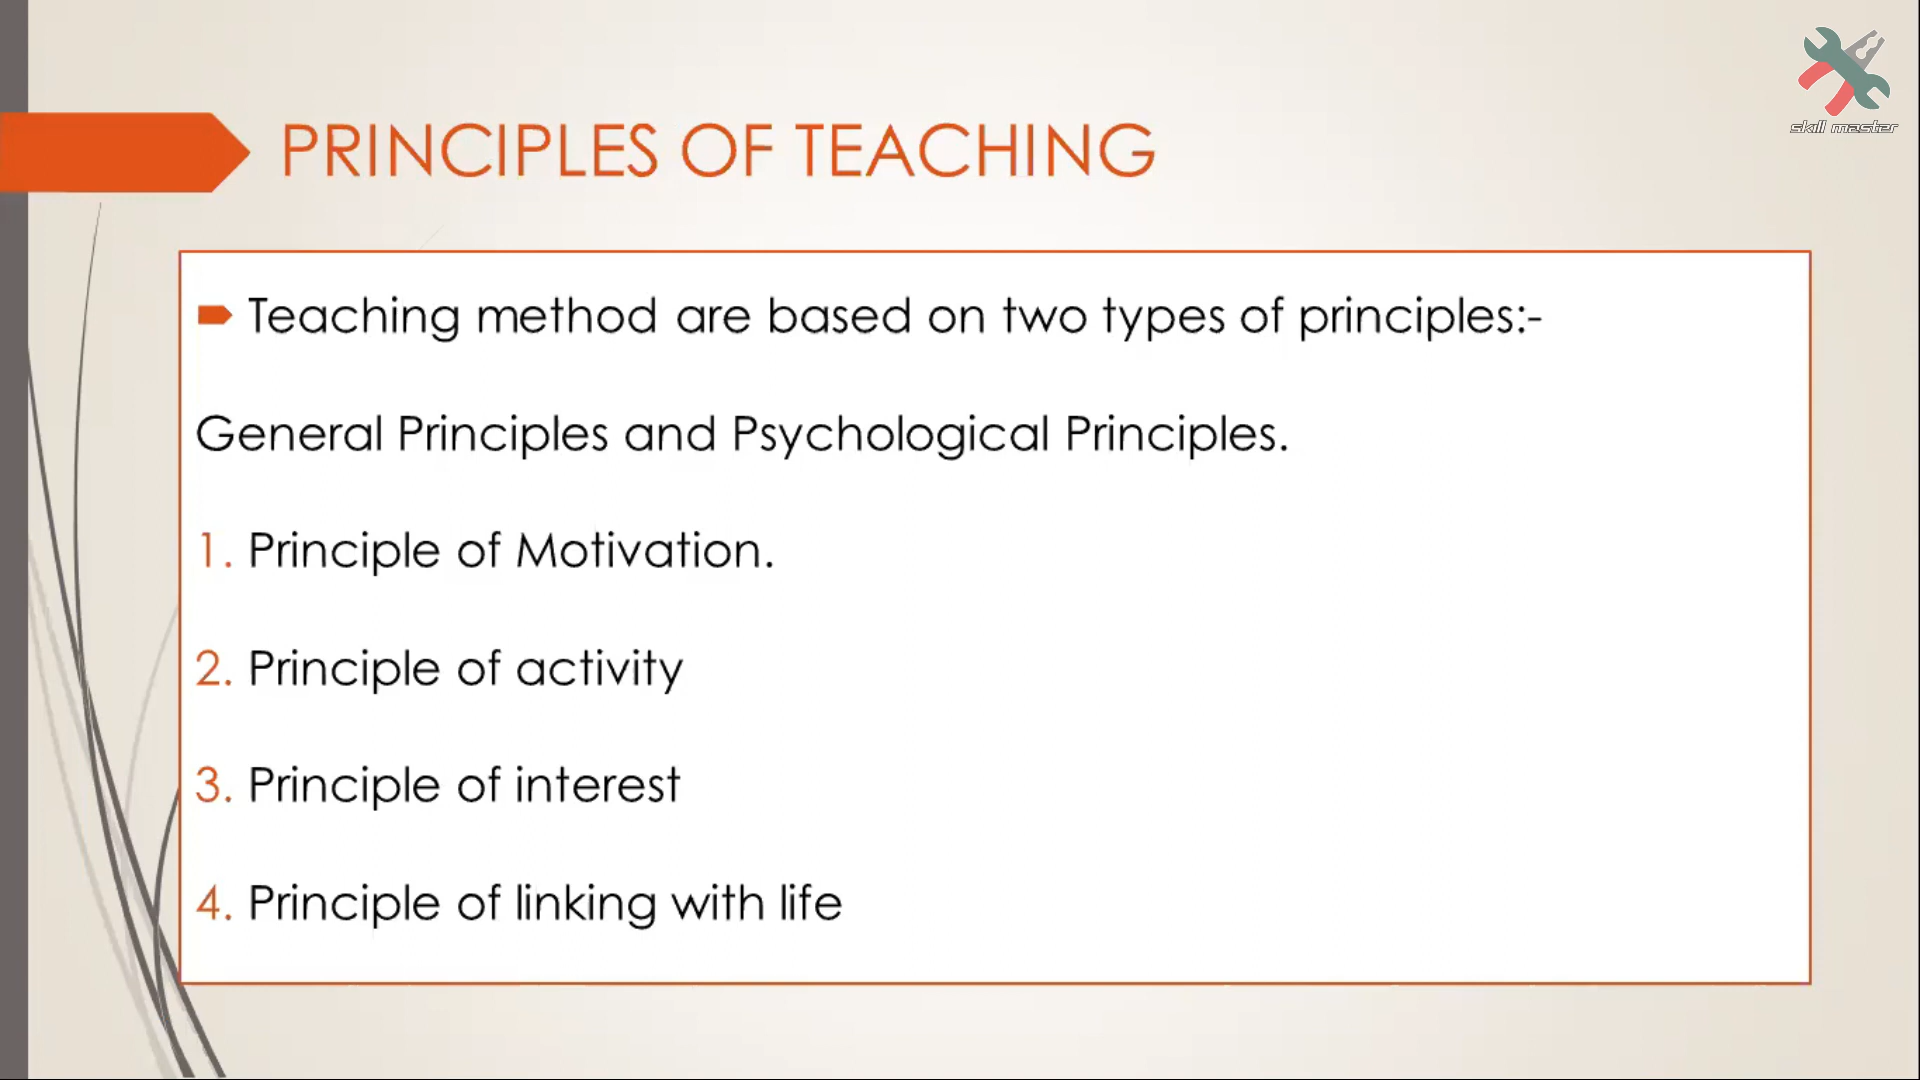 skill master
PRINCIPLES OF TEACHING
Teaching method are based on two types of principles:-
General Principles and Psychological Principles.
1. Principle of Motivation.
2. Principle of activity
3. Principle of interest
4. Principle of linking with life